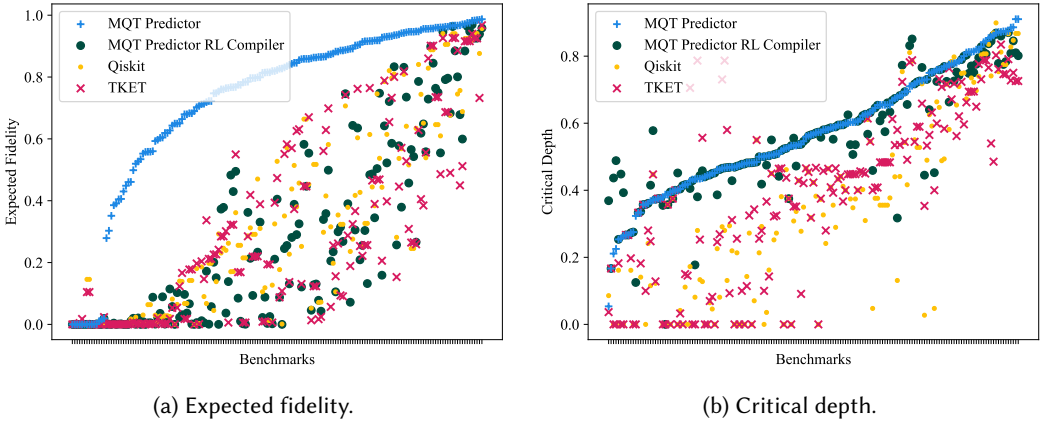 MQT Predictor
MQT Predictor RL Compiler
Qiskit
TKET
1.0
0.8
0.6
0.4
0.2
0.0
Expected Fidelity
Benchmarks
(a) Expected fidelity.
MQT Predictor
MQT Predictor RL Compiler
Qiskit
TKET
0.8
0.6
0.4
0.2
0.0
Critical Depth
Benchmarks
(b) Critical depth.